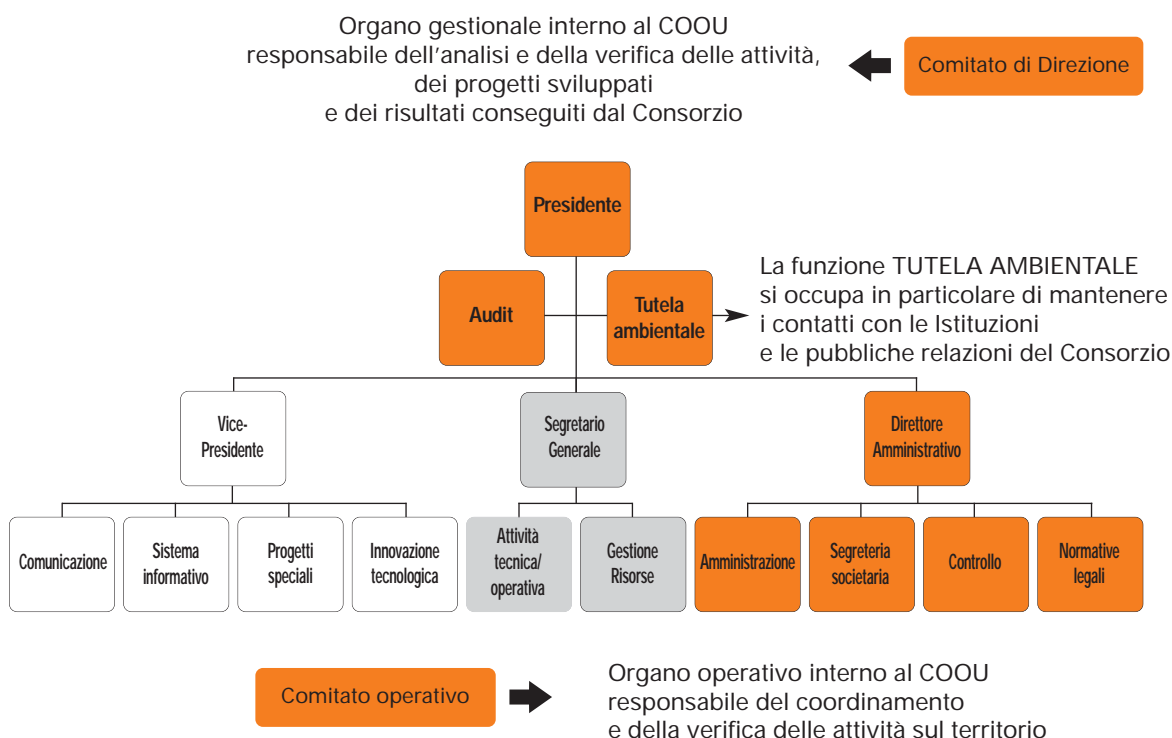 Organo gestionale interno al COOU
responsabile dell'analisi e della verifica delle attività,
dei progetti sviluppati
e dei risultati conseguiti dal Consorzio
Comitato di Direzione
Presidente
Audit
Tutela
ambientale
La funzione TUTELA AMBIENTALE
si occupa in particolare di mantenere
i contatti con le Istituzioni
e le pubbliche relazioni del Consorzio
Vice-
Presidente
Segretario
Generale
Direttore
Amministrativo
Comunicazione
Sistema
informativo
Progetti
speciali
Innovazione
tecnologica
Attività
tecnica/
operativa
Gestione
Risorse
Amministrazione
Segreteria
societaria
Controllo
Normative
legali
Comitato operativo
Organo operativo interno al COOU
responsabile del coordinamento
e della verifica delle attività sul territorio